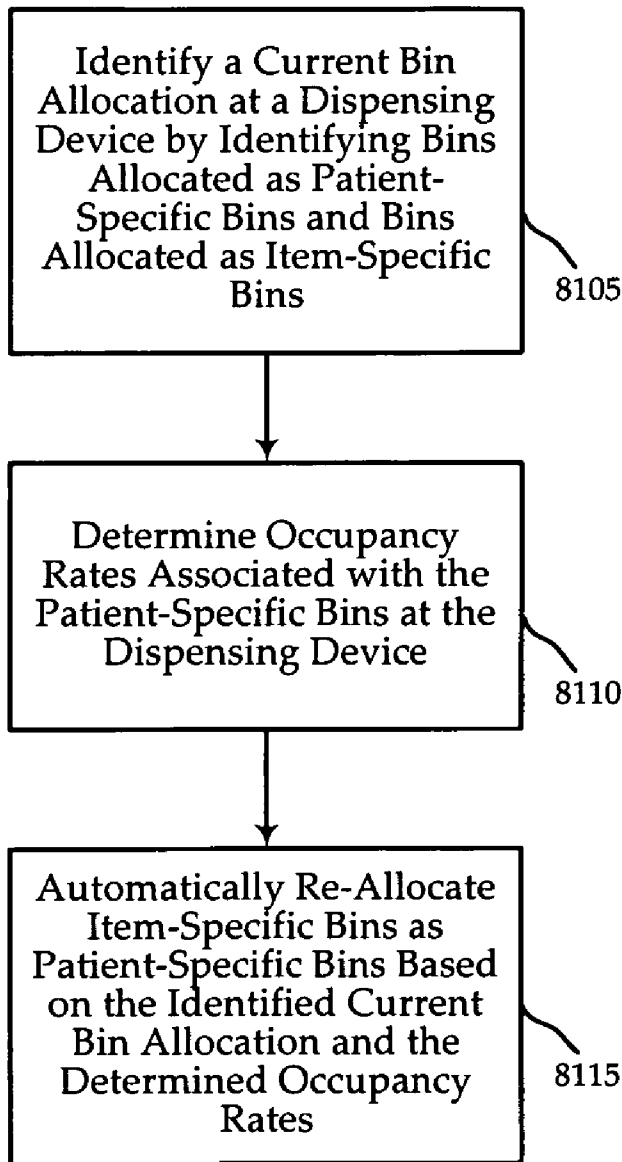 Identify a Current Bin
Allocation at a Dispensing
Device by Identifying Bins
Allocated as Patient-
Specific Bins and Bins
Allocated as Item-Specific
Bins
8105
Determine Occupancy
Rates Associated with the
Patient-Specific Bins at the
Dispensing Device
8110
Automatically Re-Allocate
Item-Specific Bins as
Patient-Specific Bins Based
on the Identified Current
Bin Allocation and the
Determined Occupancy
Rates
8115